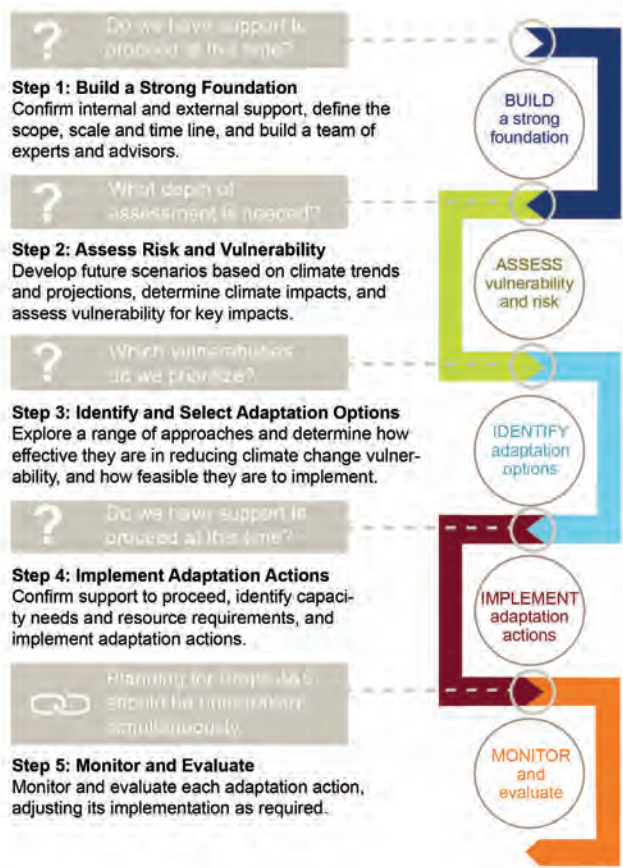 ?
Do we have support to
proceed at this time?
Step 1: Build a Strong Foundation
Confirm internal and external support, define the
scope, scale and time line, and build a team of
experts and advisors.
BUILD
a strong
foundation
?
What depth of
assessment is needed?
Step 2: Assess Risk and Vulnerability
Develop future scenarios based on climate trends
and projections, determine climate impacts, and
assess vulnerability for key impacts.
ASSESS
vulnerability
and risk
?
Which vulnerabilities
do we prioritize?
Step 3: Identify and Select Adaptation Options
Explore a range of approaches and determine how
effective they are in reducing climate change vulner-
ability, and how feasible they are to implement.
IDENTIFY
adaptation
options
?
Do we have support to
proceed at this time?
Step 4: Implement Adaptation Actions
Confirm support to proceed, identify capaci-
ty needs and resource requirements, and
implement adaptation actions.
IMPLEMENT
adaptation
actions
Planning for
should be
simultaneously
Step 5: Monitor and Evaluate
Monitor and evaluate each adaptation action,
adjusting its implementation as required.
MONITOR
and
evaluate